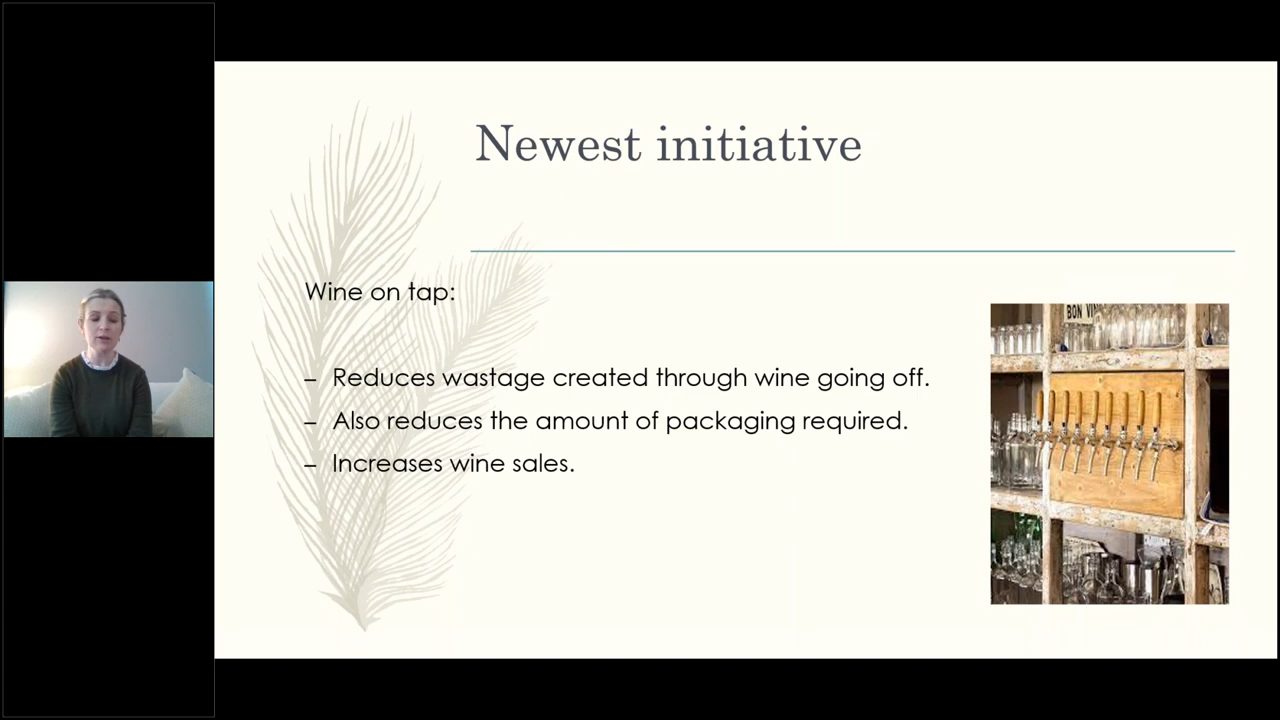 Newest initiative
Wine on tap:
– Reduces wastage created through wine going off.
– Also reduces the amount of packaging required.
– Increases wine sales.
BON